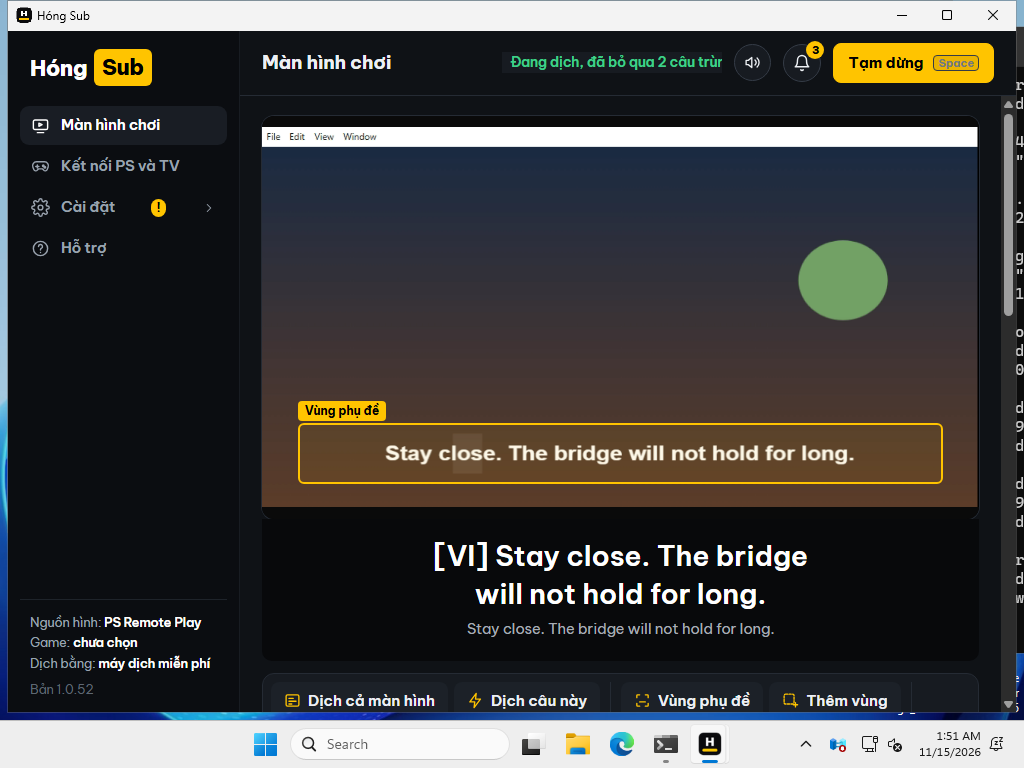 Hóng Sub
Hóng Sub
Màn hình chơi
Kết nối PS và TV
Cài đặt
!
Hỗ trợ
Nguồn hình: PS Remote Play
Game: chưa chọn
Dịch bằng: máy dịch miễn phí
Bản 1.0.52
Màn hình chơi
Đang dịch, đã bỏ qua 2 câu trùn
3
Tạm dừng Space
File Edit View Window
Vùng phụ đề
Stay close. The bridge will not hold for long.
[VI] Stay close. The bridge
will not hold for long.
Stay close. The bridge will not hold for long.
Dịch cả màn hình
Dịch câu này
Vùng phụ đề
Thêm vùng
Search
1:51 AM
11/15/2026